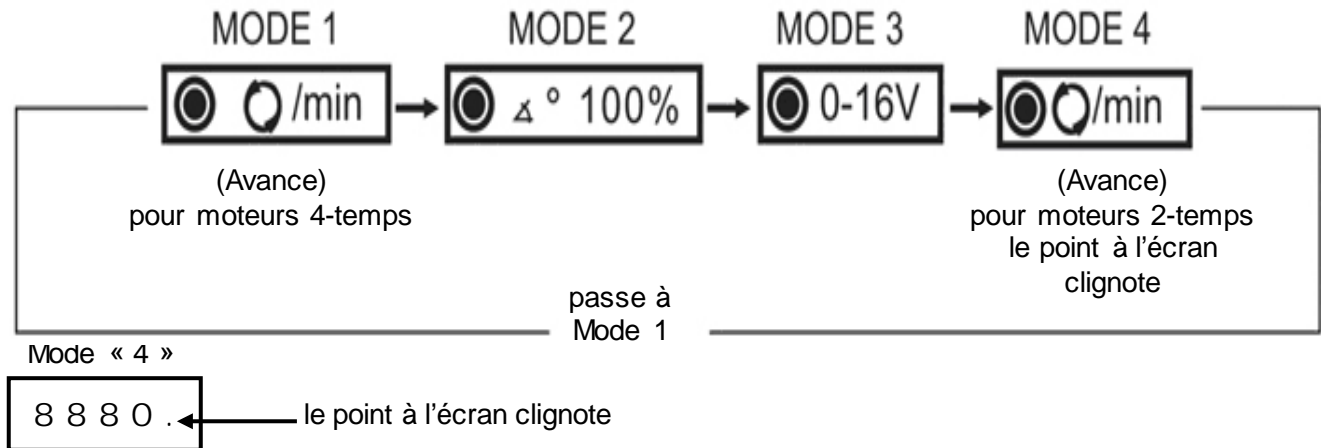 MODE 1 MODE 2 MODE 3 MODE 4
/min ° 100% 0-16V /min
(Avance)
pour moteurs 4-temps
(Avance)
pour moteurs 2-temps
le point à l'écran
clignote
passe à
Mode 1
Mode « 4 »
8880.
le point à l'écran clignote